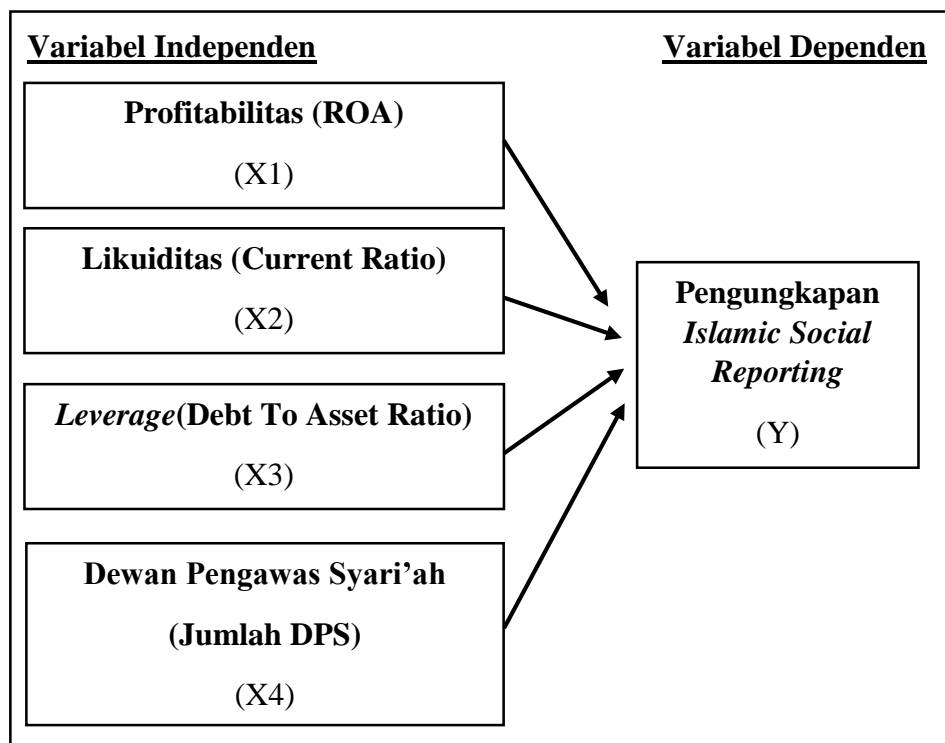 Variabel Independen
Variabel Dependen
Profitabilitas (ROA)
(X1)
Likuiditas (Current Ratio)
(X2)
Leverage(Debt To Asset Ratio)
(X3)
Dewan Pengawas Syari’ah
(Jumlah DPS)
(X4)
Pengungkapan
Islamic Social
Reporting
(Y)